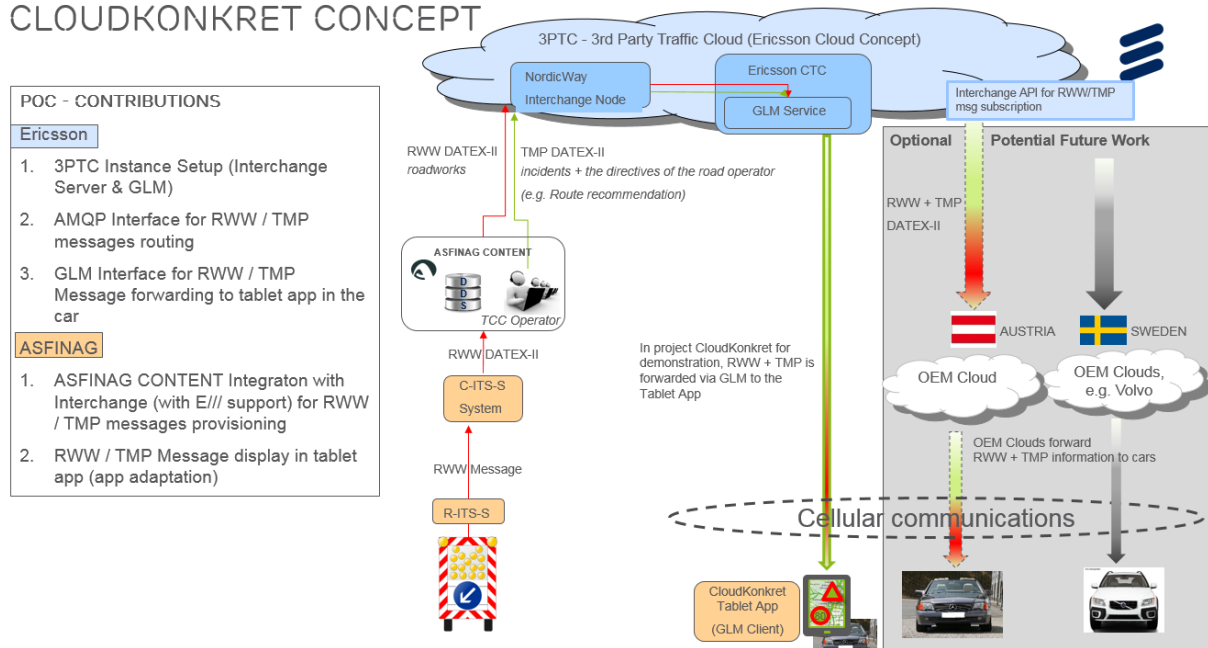 CLOUDKONKRET CONCEPT
POC - CONTRIBUTIONS
Ericsson
1. 3PTC Instance Setup (Interchange
Server & GLM)
2. AMQP Interface for RWW / TMP
messages routing
3. GLM Interface for RWW / TMP
Message forwarding to tablet app in the
car
ASFINAG
1. ASFINAG CONTENT Integraton with
Interchange (with E/// support) for RWW
/ TMP messages provisioning
2. RWW / TMP Message display in tablet
app (app adaptation)
3PTC - 3rd Party Traffic Cloud (Ericsson Cloud Concept)
NordicWay
Interchange Node
Ericsson CTC
GLM Service
Interchange API for RWW/TMP
msg subscription
RWW DATEX-II
roadworks
TMP DATEX-II
incidents + the directives of the road operator
(e.g. Route recommendation)
ASFINAG CONTENT
D
D
S
TCC Operator
RWW DATEX-II
C-ITS-S
System
RWW Message
R-ITS-S
In project CloudKonkret for
demonstration, RWW + TMP is
forwarded via GLM to the
Tablet App
CloudKonkret
Tablet App
(GLM Client)
80
Optional
Potential Future Work
RWW + TMP
DATEX-II
AUSTRIA
SWEDEN
OEM Cloud
OEM Clouds,
e.g. Volvo
OEM Clouds forward
RWW + TMP information to cars
Cellular communications